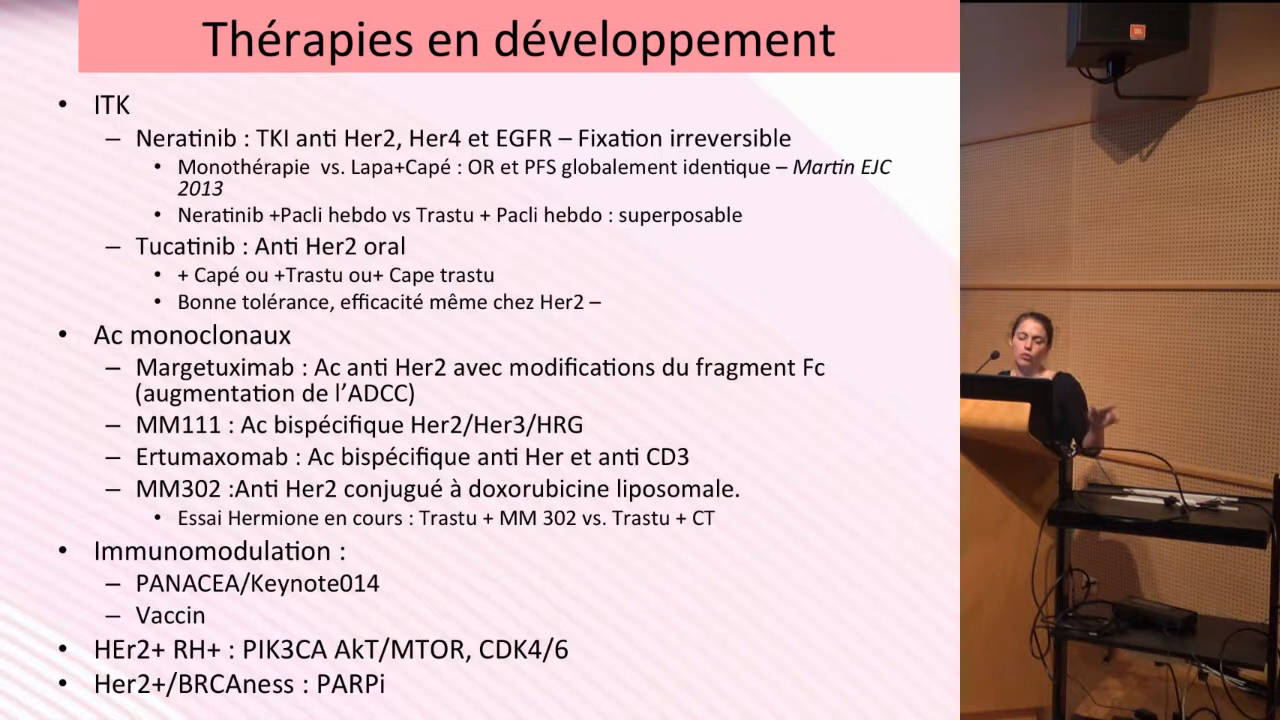 Thérapies en développement
• ITK
– Neratinib : TKI anti Her2, Her4 et EGFR – Fixation irreversible
• Monothérapie vs. Lapa+Capé : OR et PFS globalement identique – Martin EJC
2013
• Neratinib +Pacli hebdo vs Trastu + Pacli hebdo : superposable
– Tucatinib : Anti Her2 oral
• + Capé ou +Trastu ou+ Cape trastu
• Bonne tolérance, efficacité même chez Her2 –
• Ac monoclonaux
– Margetuximab : Ac anti Her2 avec modifications du fragment Fc
(augmentation de l’ADCC)
– MM111 : Ac bispécifique Her2/Her3/HRG
– Ertumaxomab : Ac bispécifique anti Her et anti CD3
– MM302 :Anti Her2 conjugué à doxorubicine liposomale.
• Essai Hermione en cours : Trastu + MM 302 vs. Trastu + CT
• Immunomodulation :
– PANACEA/Keynote014
– Vaccin
• HEr2+ RH+ : PIK3CA AkT/MTOR, CDK4/6
• Her2+/BRCAness : PARPi
JBL